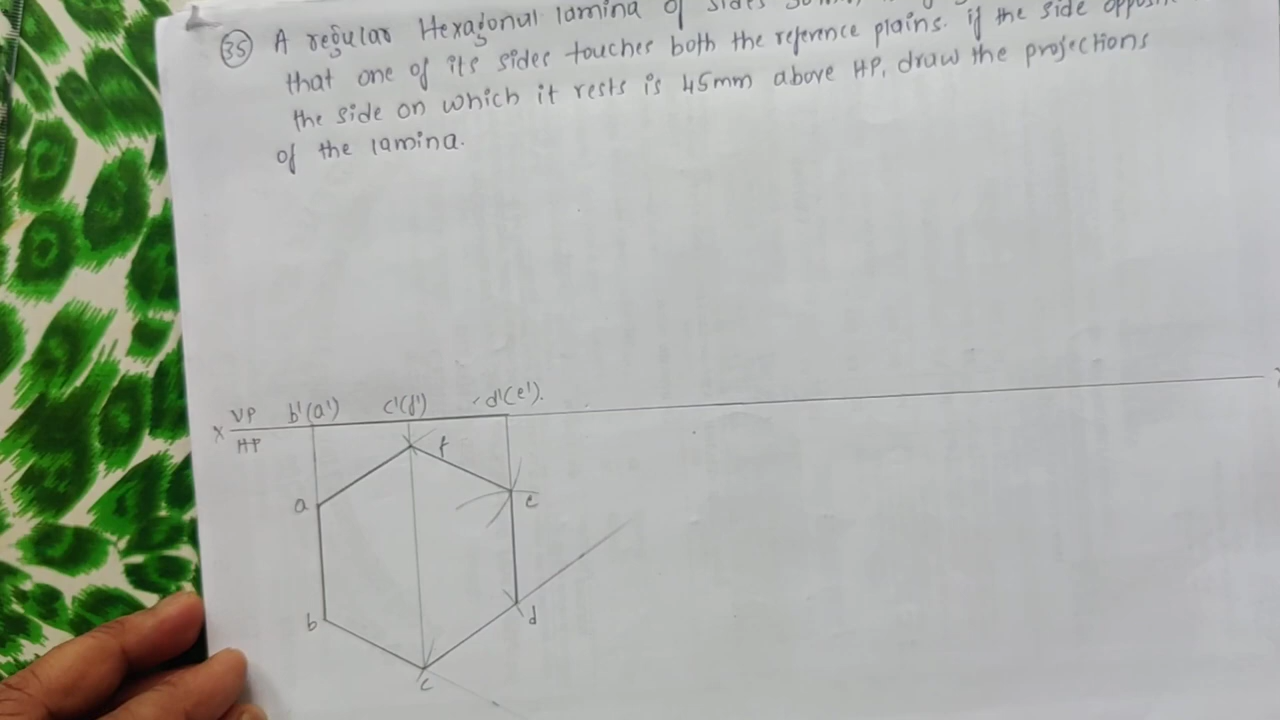 35 A regular Hexagonal lamina of sides
that one of its sides touches both the reference plains. if the side
the side on which it rests is 45mm above HP, draw the projections
of the lamina.
X VP b'(a') c'(f') d'(e').
HP
f
a e
b d
c